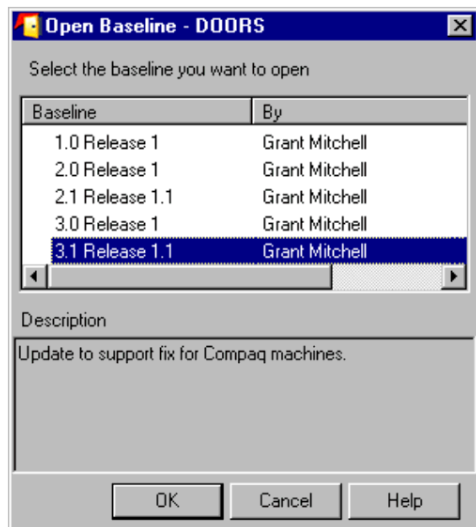 Open Baseline - DOORS
Select the baseline you want to open
Baseline By
1.0 Release 1 Grant Mitchell
2.0 Release 1 Grant Mitchell
2.1 Release 1.1 Grant Mitchell
3.0 Release 1 Grant Mitchell
3.1 Release 1.1 Grant Mitchell
Description
Update to support fix for Compaq machines.
OK Cancel Help